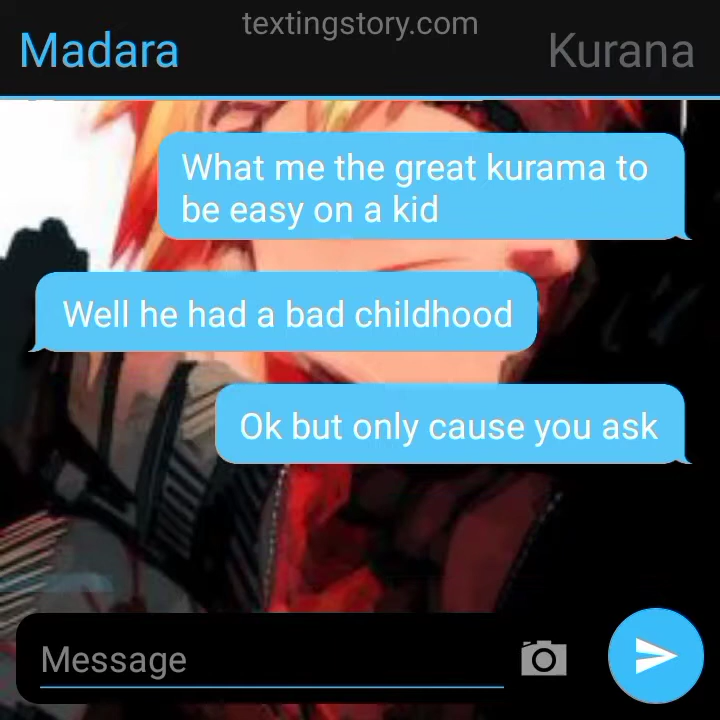 textingstory.com
Madara
Kurana
What me the great kurama to
be easy on a kid
Well he had a bad childhood
Ok but only cause you ask
Message